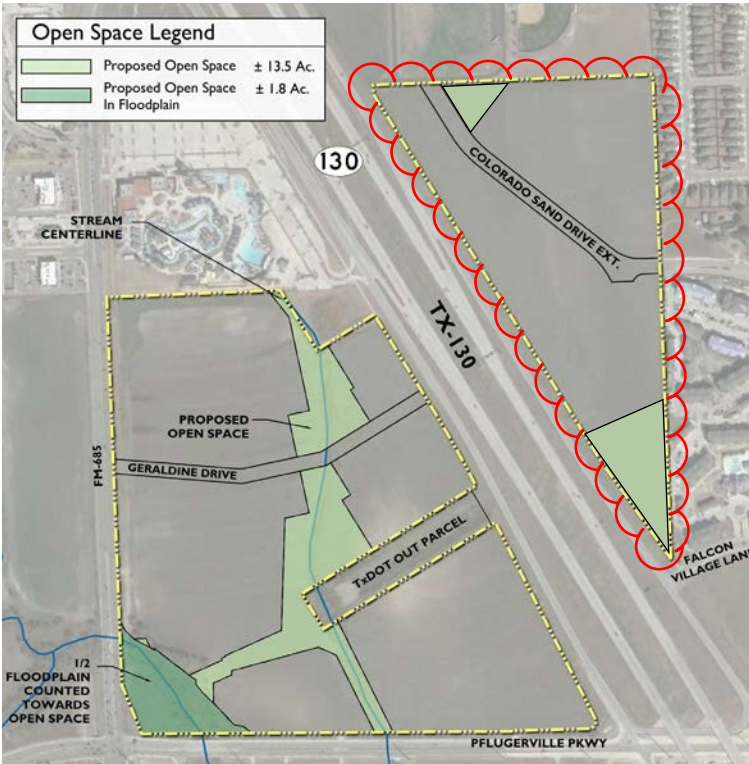 Open Space Legend
Proposed Open Space ± 13.5 Ac.
Proposed Open Space ± 1.8 Ac.
In Floodplain
130
COLORADO SAND DRIVE EXT.
STREAM
CENTERLINE
TX-130
PROPOSED
OPEN SPACE
FM-685
GERALDINE DRIVE
TxDOT OUT PARCEL
FALCON
VILLAGE LANE
1/2
FLOODPLAIN
COUNTED
TOWARDS
OPEN SPACE
PFLUGERVILLE PKWY